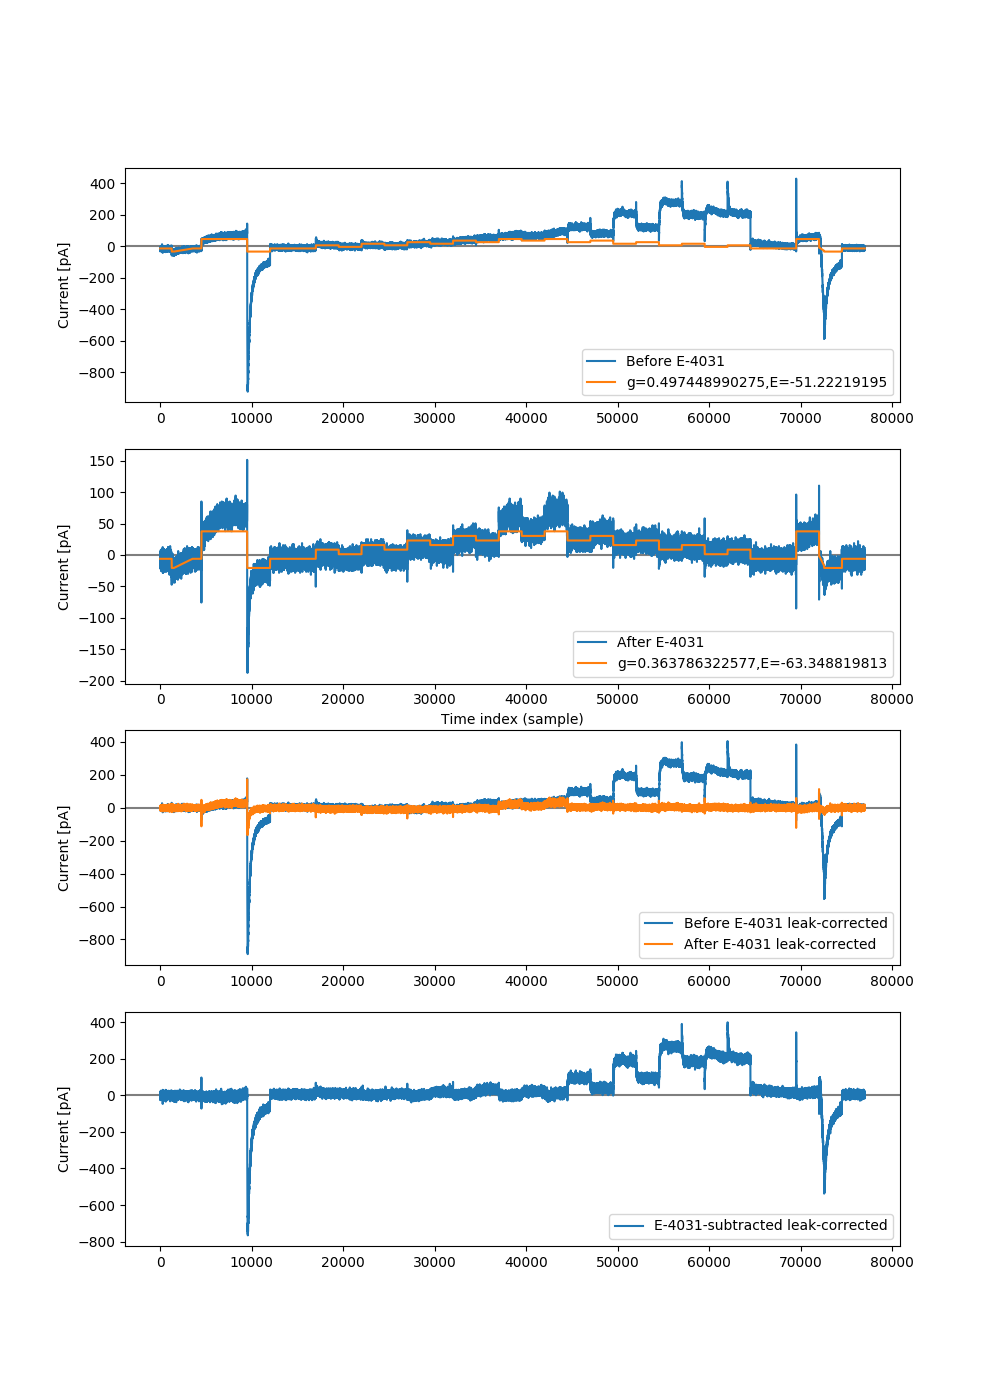 400
200
0
−200
−400
−600
−800
Current [pA]
Before E-4031
g=0.497448990275,E=-51.22219195
0 10000 20000 30000 40000 50000 60000 70000 80000
150
100
50
0
−50
−100
−150
−200
Current [pA]
After E-4031
g=0.363786322577,E=-63.348819813
0 10000 20000 30000 40000 50000 60000 70000 80000
Time index (sample)
400
200
0
−200
−400
−600
−800
Current [pA]
Before E-4031 leak-corrected
After E-4031 leak-corrected
0 10000 20000 30000 40000 50000 60000 70000 80000
400
200
0
−200
−400
−600
−800
Current [pA]
E-4031-subtracted leak-corrected
0 10000 20000 30000 40000 50000 60000 70000 80000